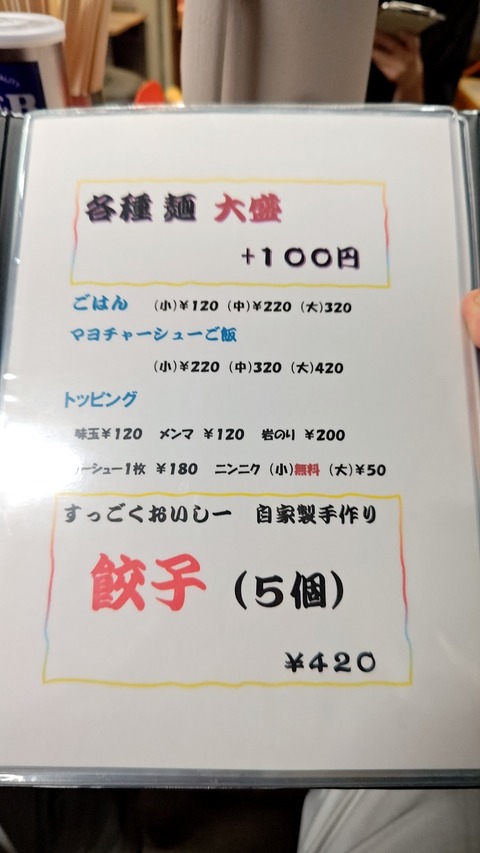 各種 麺 大盛
+100円
ごはん (小)¥120 (中)¥220 (大)320
マヨチャーシューご飯
(小)¥220 (中)320 (大)420
トッピング
味玉¥120 メンマ ¥120 岩のり ¥200
ーシュー1枚 ¥180 ニンニク (小)無料 (大)¥50
すっごくおいしー 自家製手作り
餃子 (5個)
¥420